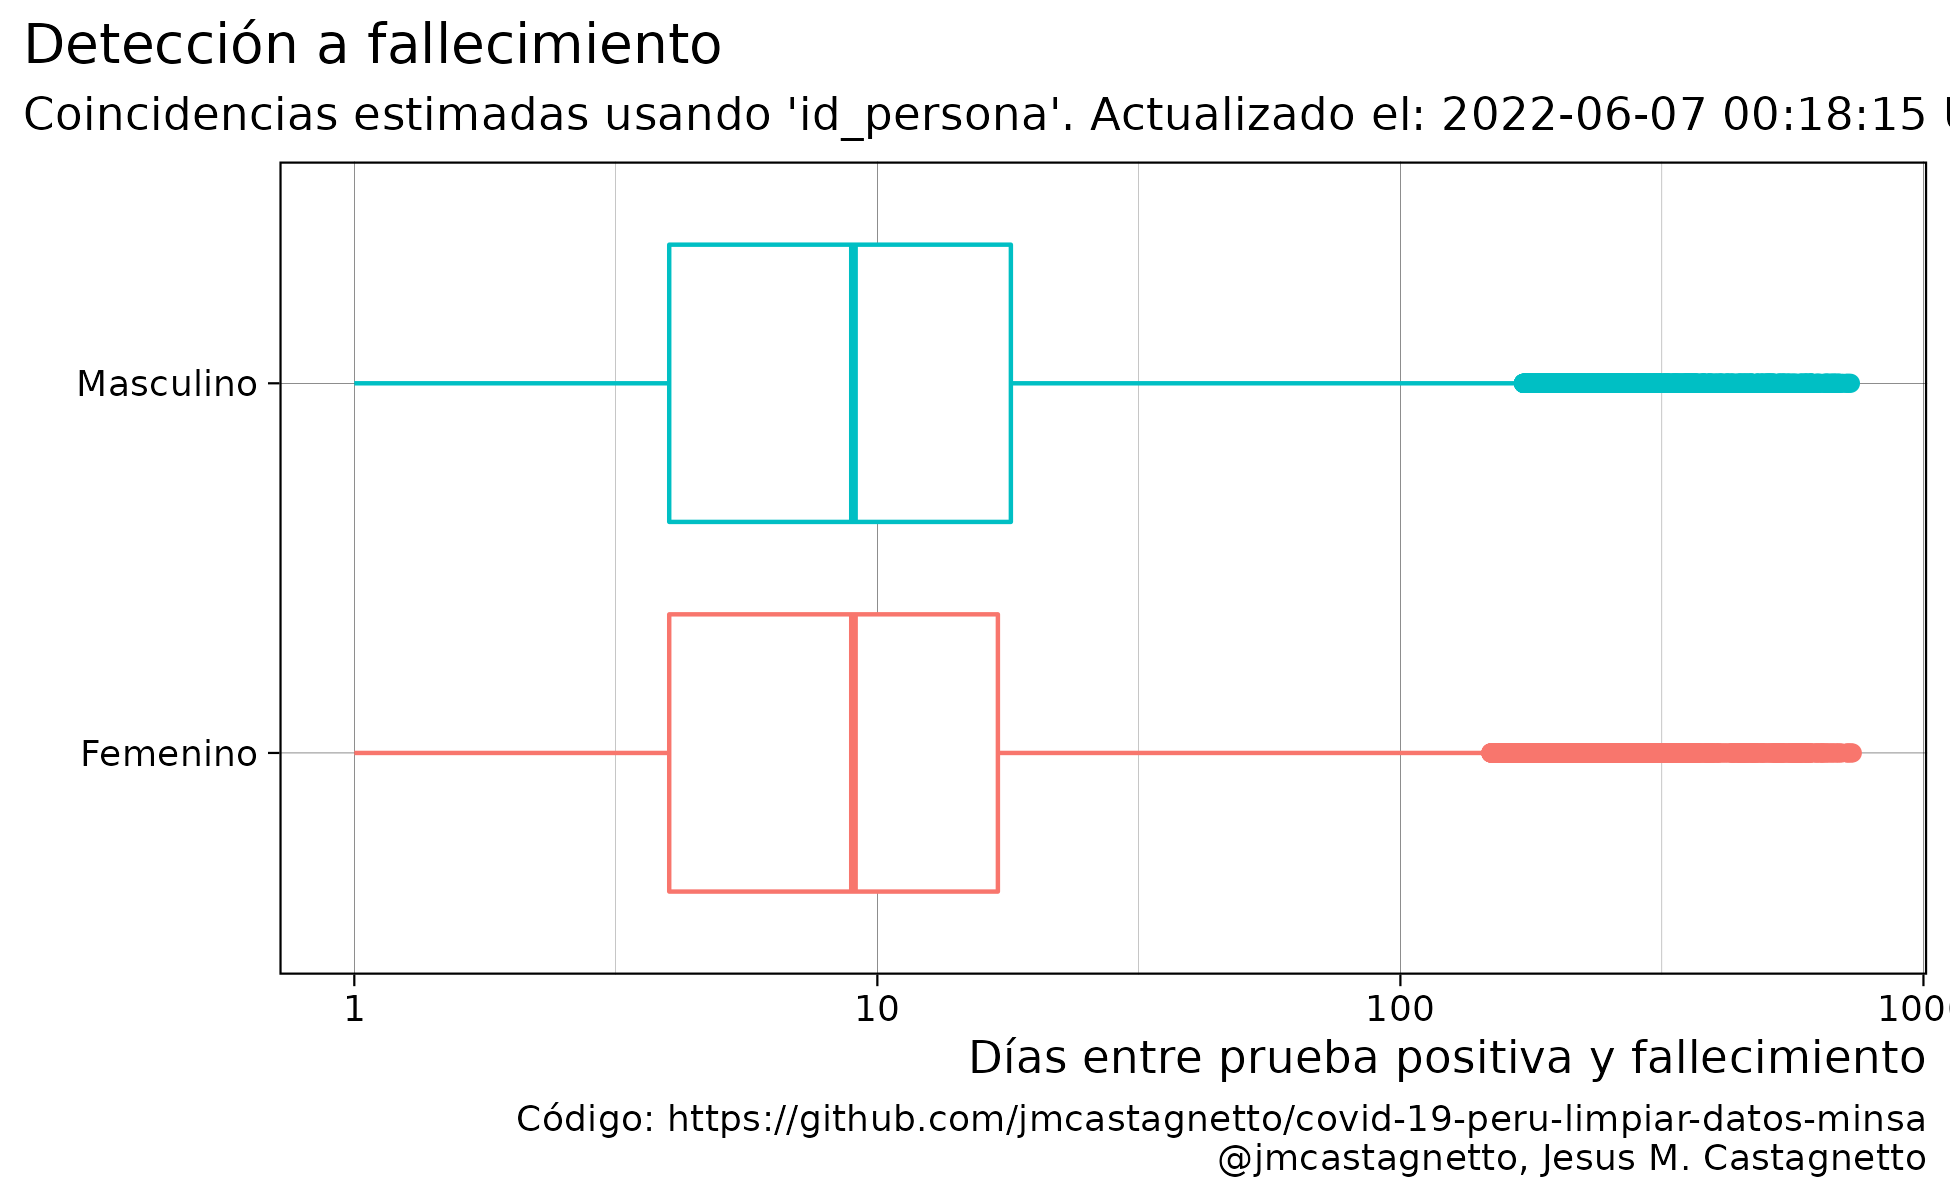 Detección a fallecimiento
Coincidencias estimadas usando 'id_persona'. Actualizado el: 2022-06-07 00:18:15
Masculino
Femenino
1 10 100
Días entre prueba positiva y fallecimiento
Código: https://github.com/jmcastagnetto/covid-19-peru-limpiar-datos-minsa
@jmcastagnetto, Jesus M. Castagnetto